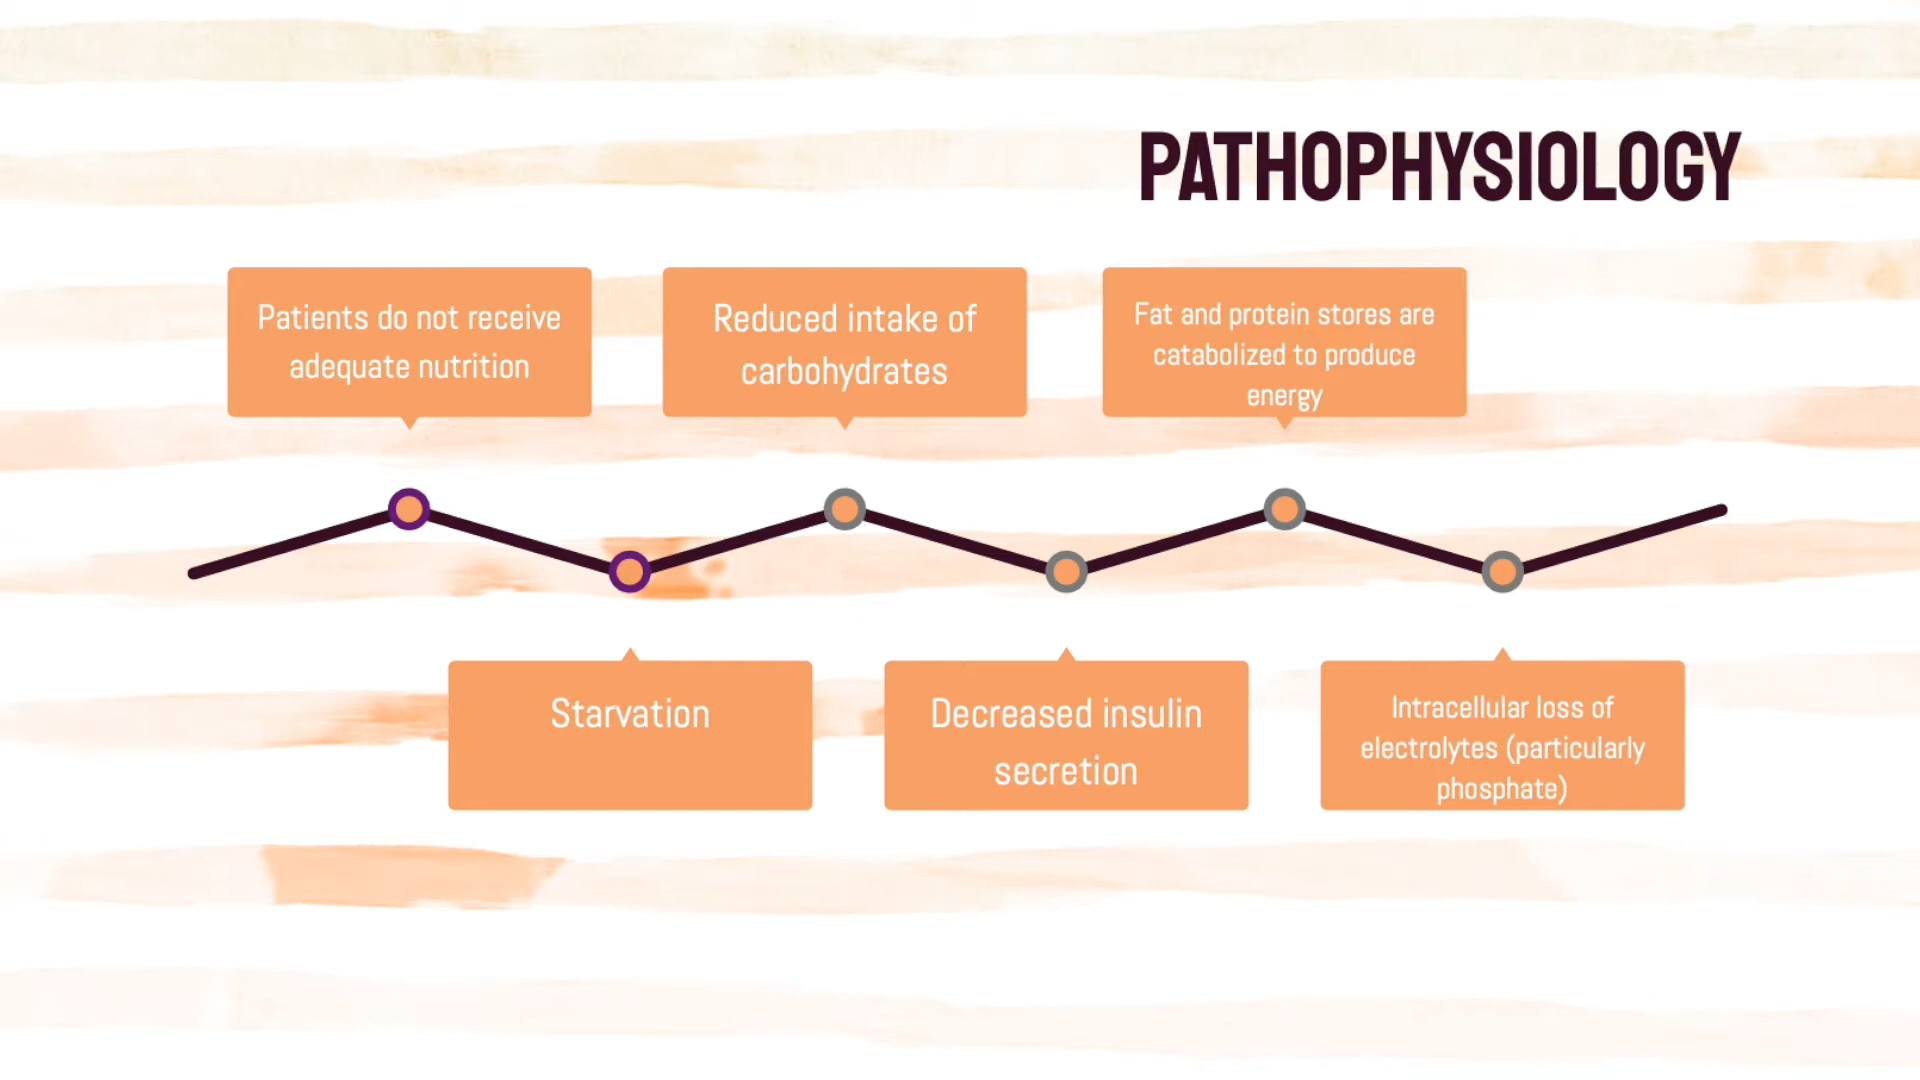 PATHOPHYSIOLOGY
Patients do not receive
adequate nutrition
Starvation
Reduced intake of
carbohydrates
Decreased insulin
secretion
Fat and protein stores are
catabolized to produce
energy
Intracellular loss of
electrolytes (particularly
phosphate)